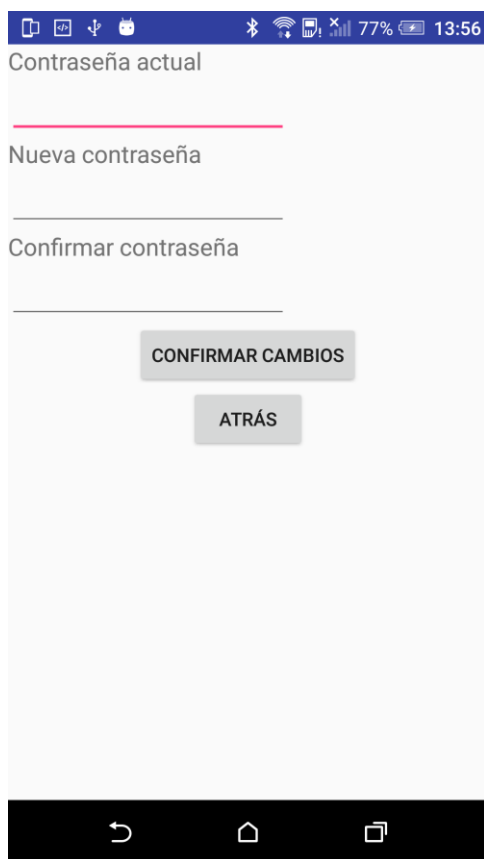 77% 13:56
Contraseña actual
Nueva contraseña
Confirmar contraseña
CONFIRMAR CAMBIOS
ATRÁS